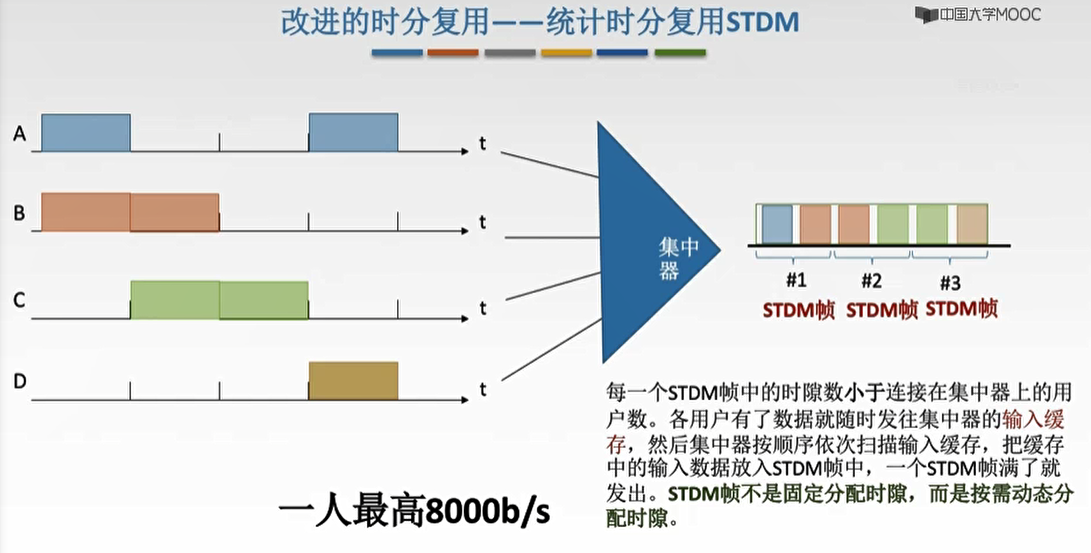 改进的时分复用——统计时分复用STDM
中国大学MOOC
A
t
B
t
C
t
D
t
集中
器
#1
#2
#3
STDM帧
STDM帧
STDM帧
每一个STDM帧中的时隙数小于连接在集中器上的用
户数。各用户有了数据就随时发往集中器的输入缓
存，然后集中器按顺序依次扫描输入缓存，把缓存
中的输入数据放入STDM帧中，一个STDM帧满了就
发出。STDM帧不是固定分配时隙，而是按需动态分
配时隙。
一人最高8000b/s